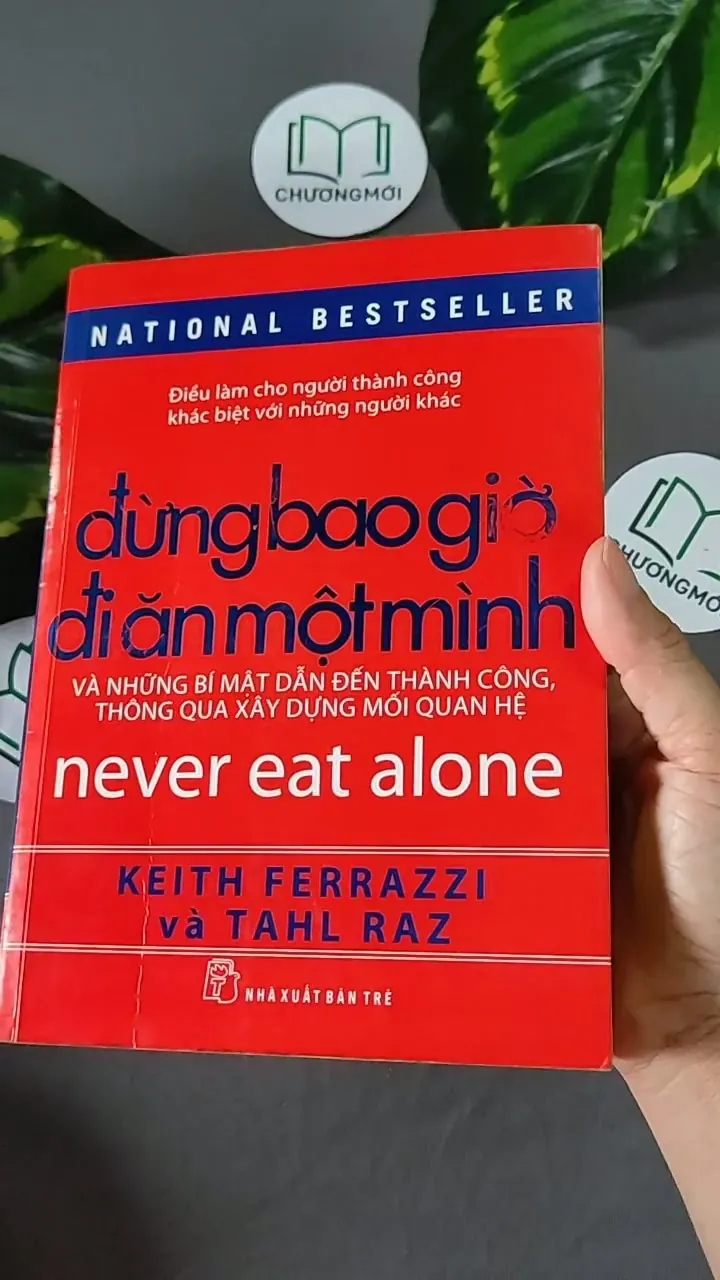 CHƯƠNGMỚI
NATIONAL BESTSELLER
Điều làm cho người thành công
khác biệt với những người khác
đừng bao giờ
đi ăn một mình
VÀ NHỮNG BÍ MẬT DẪN ĐẾN THÀNH CÔNG,
THÔNG QUA XÂY DỰNG MỐI QUAN HỆ
never eat alone
KEITH FERRAZZI
và TAHL RAZ
T
NHÀ XUẤT BẢN TRẺ
HƯƠNGMỚI